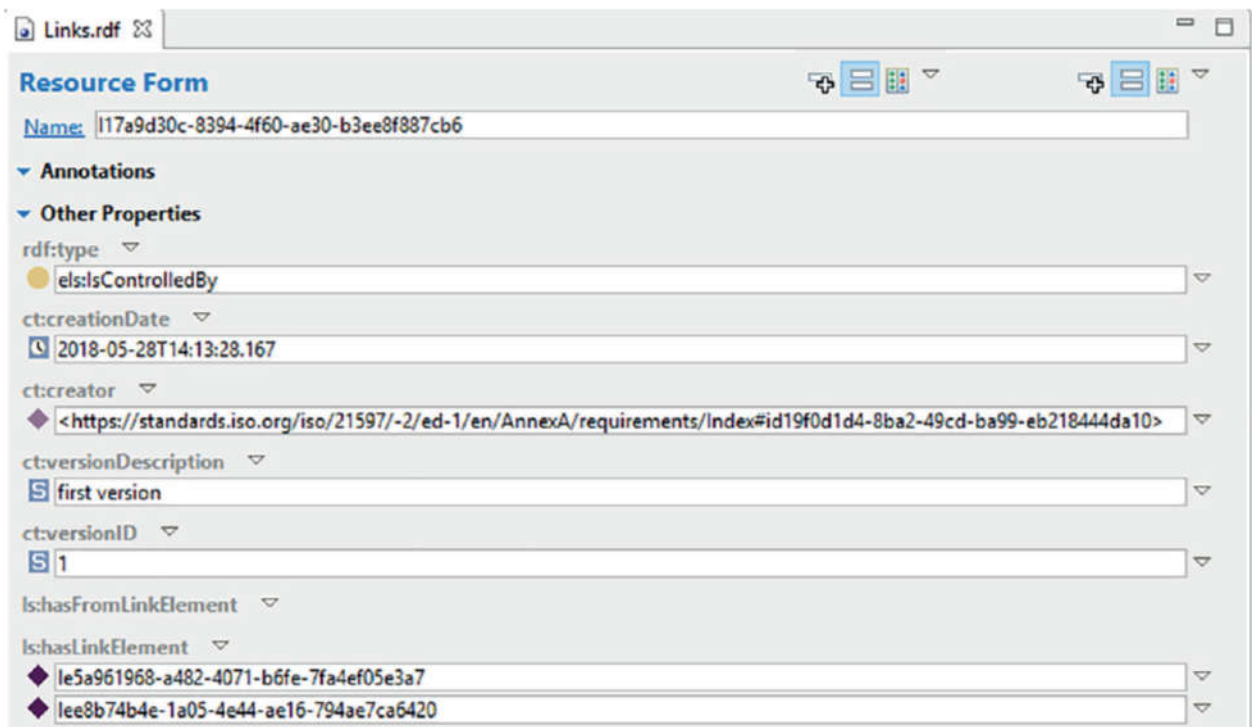 Links.rdf
Resource Form
Name: I17a9d30c-8394-4f60-ae30-b3ee8f887cb6
Annotations
Other Properties
rdf:type
els:IsControlledBy
ct:creationDate
2018-05-28T14:13:28.167
ct:creator
<https://standards.iso.org/iso/21597/-2/ed-1/en/AnnexA/requirements/Index#id19f0d1d4-8ba2-49cd-ba99-eb218444da10>
ct:versionDescription
S first version
ct:versionID
S 1
ls:hasFromLinkElement
ls:hasLinkElement
le5a961968-a482-4071-b6fe-7fa4ef05e3a7
lee8b74b4e-1a05-4e44-ae16-794ae7ca6420